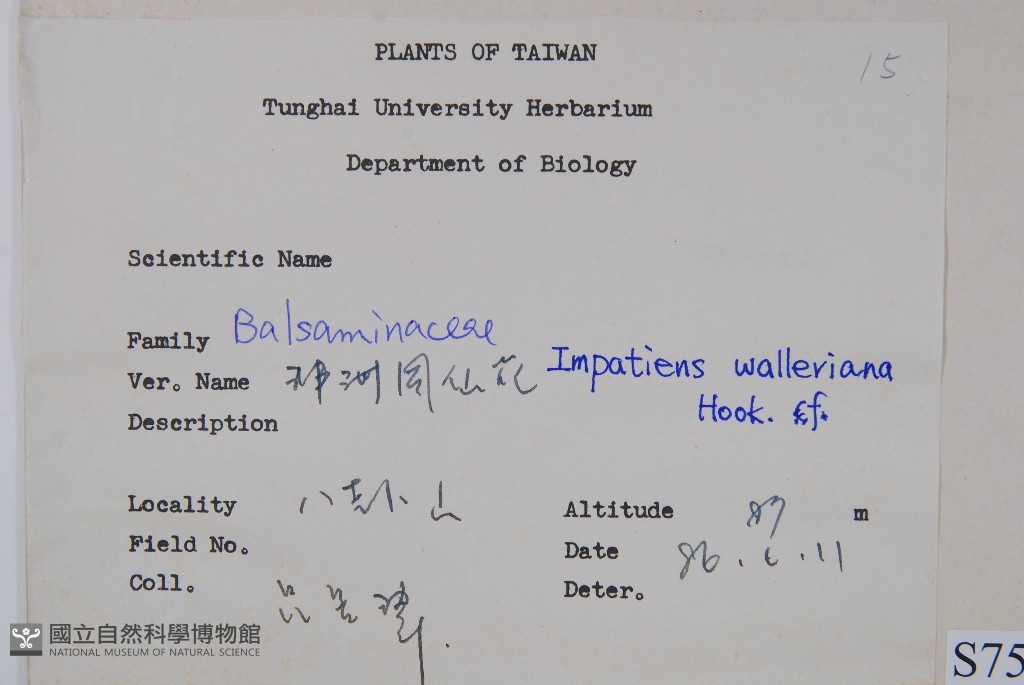 PLANTS OF TAIWAN
15
Tunghai University Herbarium
Department of Biology
Scientific Name
Family Balsaminaceae
Ver. Name 非洲鳳仙花 Impatiens walleriana
Hook. f.
Description
Locality 八卦山 Altitude m
Field No. Date 86.6.11
Coll. Deter.
國立自然科學博物館
NATIONAL MUSEUM OF NATURAL SCIENCE
S75